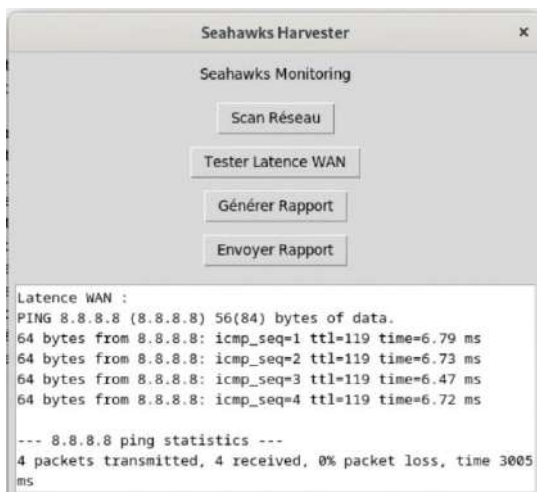 Seahawks Harvester
×
Seahawks Monitoring
Scan Réseau
Tester Latence WAN
Générer Rapport
Envoyer Rapport
Latence WAN :
PING 8.8.8.8 (8.8.8.8) 56(84) bytes of data.
64 bytes from 8.8.8.8: icmp_seq=1 ttl=119 time=6.79 ms
64 bytes from 8.8.8.8: icmp_seq=2 ttl=119 time=6.73 ms
64 bytes from 8.8.8.8: icmp_seq=3 ttl=119 time=6.47 ms
64 bytes from 8.8.8.8: icmp_seq=4 ttl=119 time=6.72 ms
--- 8.8.8.8 ping statistics ---
4 packets transmitted, 4 received, 0% packet loss, time 3005
ms